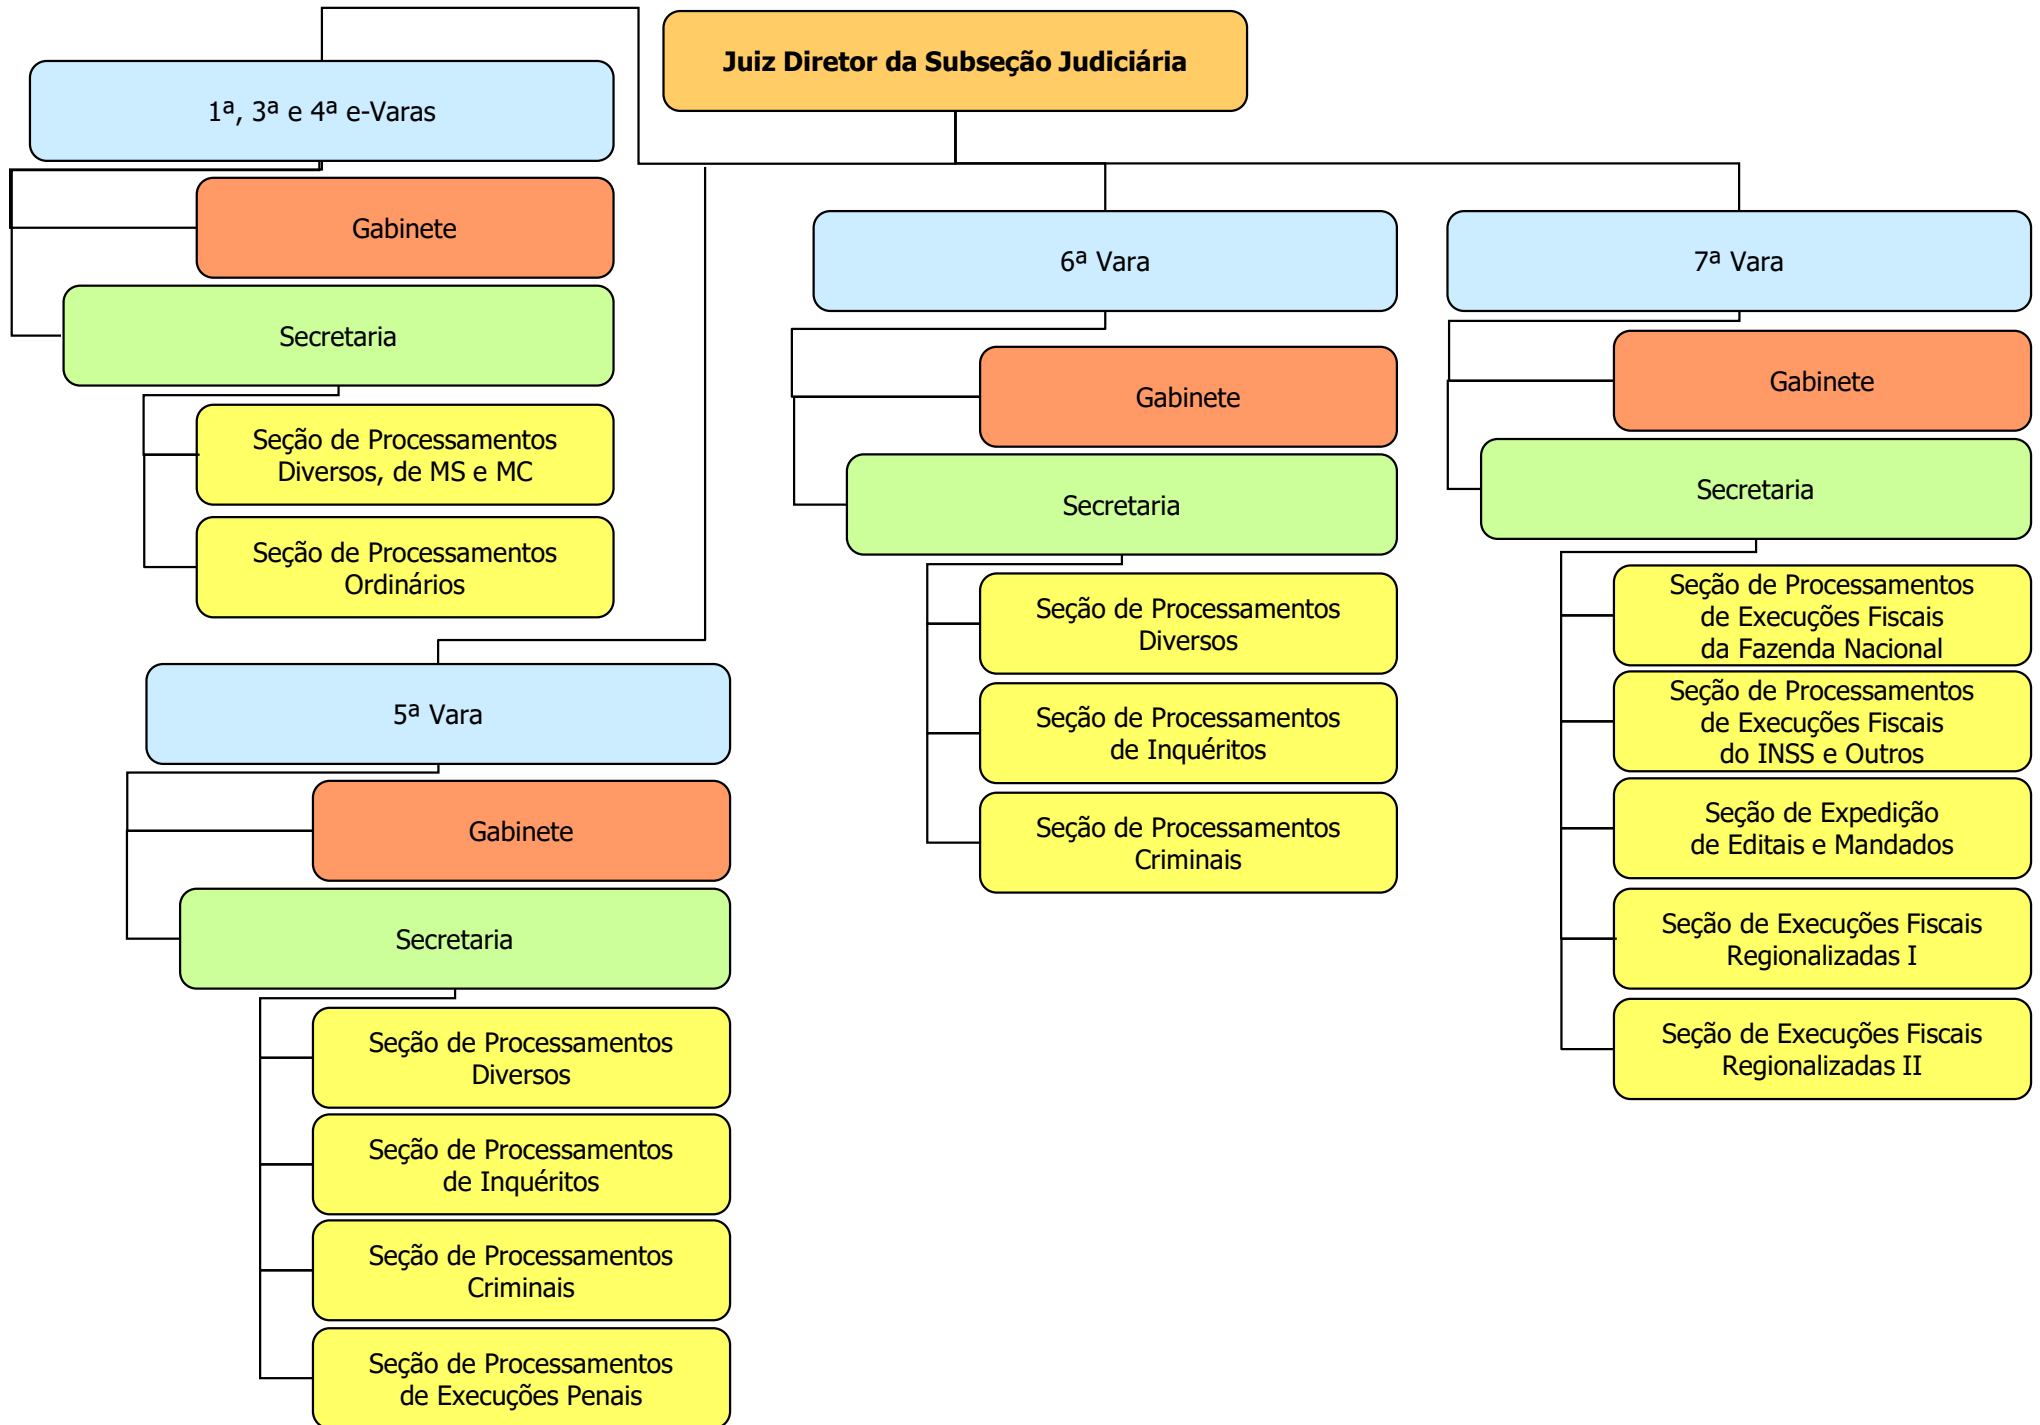 Juiz Diretor da Subseção Judiciária
1ª, 3ª e 4ª e-Varas
Gabinete
Secretaria
Seção de Processamentos
Diversos, de MS e MC
Seção de Processamentos
Ordinários
5ª Vara
Gabinete
Secretaria
Seção de Processamentos
Diversos
Seção de Processamentos
de Inquéritos
Seção de Processamentos
Criminais
Seção de Processamentos
de Execuções Penais
6ª Vara
Gabinete
Secretaria
Seção de Processamentos
Diversos
Seção de Processamentos
de Inquéritos
Seção de Processamentos
Criminais
7ª Vara
Gabinete
Secretaria
Seção de Processamentos
de Execuções Fiscais
da Fazenda Nacional
Seção de Processamentos
de Execuções Fiscais
do INSS e Outros
Seção de Expedição
de Editais e Mandados
Seção de Execuções Fiscais
Regionalizadas I
Seção de Execuções Fiscais
Regionalizadas II